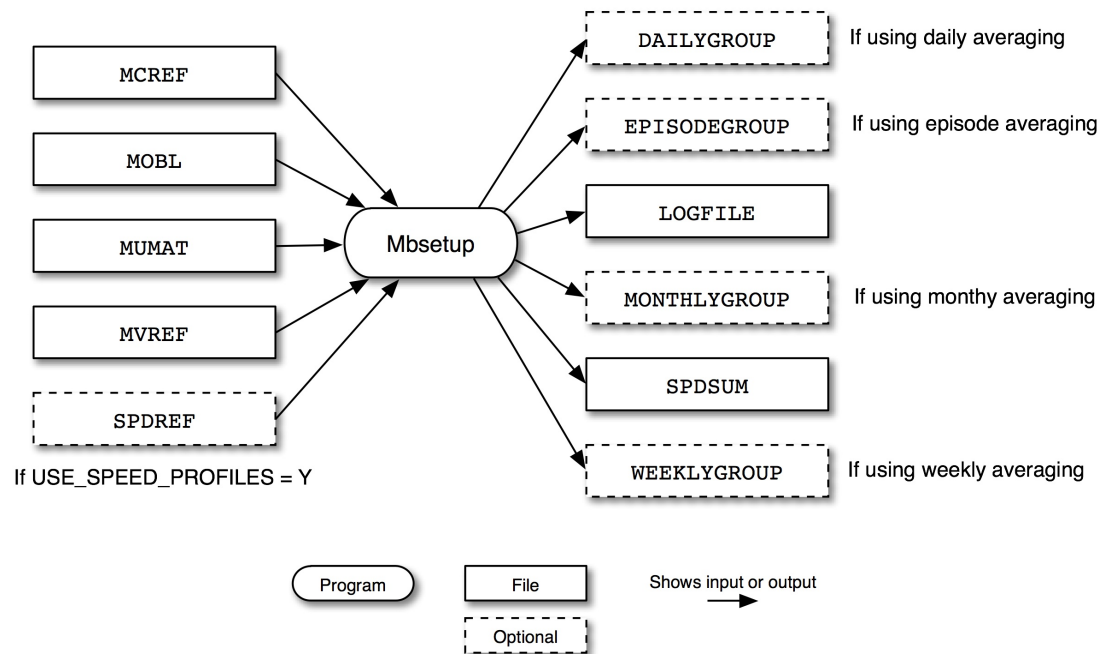 MCREF
MOBL
MUMAT
MVREF
SPDREF
If USE_SPEED_PROFILES = Y
Mbsetup
DAILYGROUP If using daily averaging
EPISODEGROUP If using episode averaging
LOGFILE
MONTHLYGROUP If using monthy averaging
SPDSUM
WEEKLYGROUP If using weekly averaging
Program
File
Optional
Shows input or output